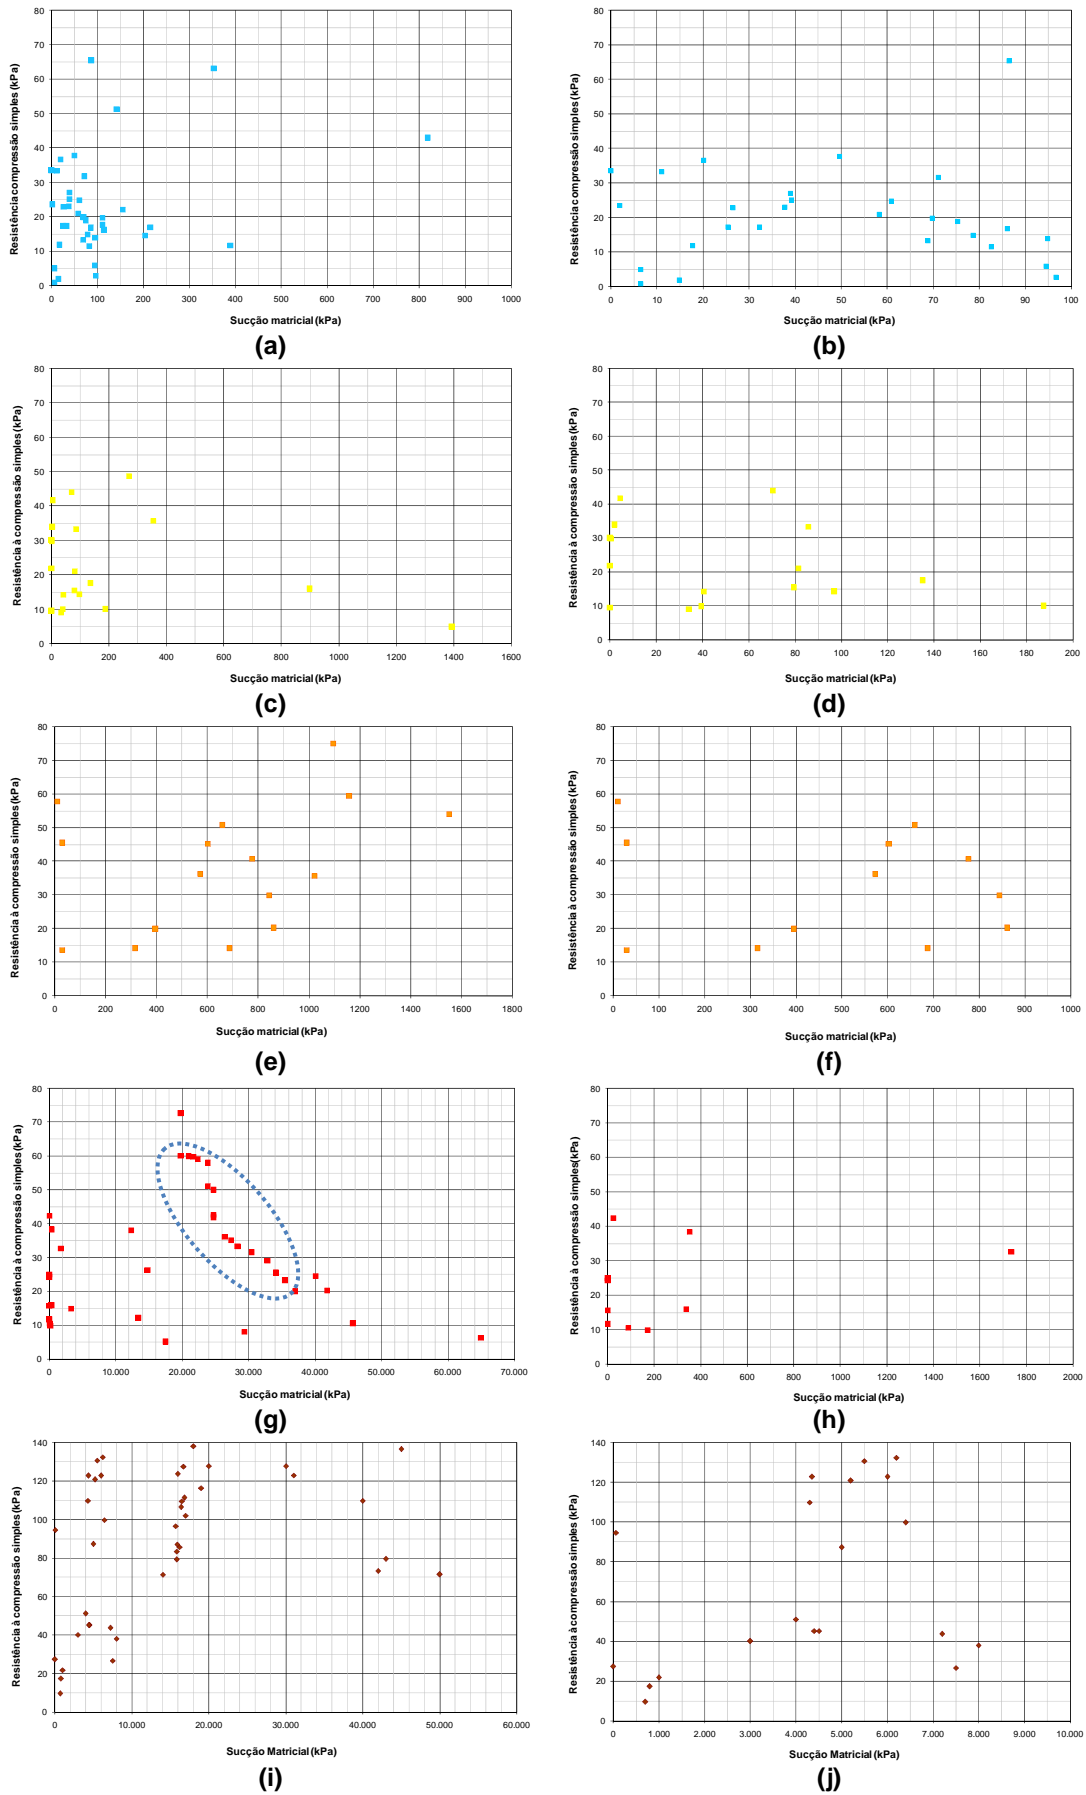 80
70
60
50
40
30
20
10
0
Resistência compressão simples (kPa)
0 100 200 300 400 500 600 700 800 900 1000
Sucção matricial (kPa)
(a)
80
70
60
50
40
30
20
10
0
Resistência à compressão simples (kPa)
0 10 20 30 40 50 60 70 80 90 100
Sucção matricial (kPa)
(b)
80
70
60
50
40
30
20
10
0
Resistência à compressão simples (kPa)
0 200 400 600 800 1000 1200 1400 1600
Sucção matricial (kPa)
(c)
80
70
60
50
40
30
20
10
0
Resistência à compressão simples (kPa)
0 20 40 60 80 100 120 140 160 180 200
Sucção matricial (kPa)
(d)
80
70
60
50
40
30
20
10
0
Resistência à compressão simples (kPa)
0 200 400 600 800 1000 1200 1400 1600 1800
Sucção matricial (kPa)
(e)
80
70
60
50
40
30
20
10
0
Resistência à compressão simples (kPa)
0 100 200 300 400 500 600 700 800 900 1000
Sucção matricial (kPa)
(f)
80
70
60
50
40
30
20
10
0
Resistência à compressão simples (kPa)
0 10.000 20.000 30.000 40.000 50.000 60.000 70.000
Sucção matricial (kPa)
(g)
80
70
60
50
40
30
20
10
0
Resistência à compressão simples(kPa)
0 200 400 600 800 1000 1200 1400 1600 1800 2000
Sucção matricial (kPa)
(h)
140
120
100
80
60
40
20
0
Resistência à compressão simples (kPa)
0 10.000 20.000 30.000 40.000 50.000 60.000
Sucção Matricial (kPa)
(i)
140
120
100
80
60
40
20
0
Resistência à compressão simples (kPa)
0 1.000 2.000 3.000 4.000 5.000 6.000 7.000 8.000 9.000 10.000
Sucção Matricial (kPa)
(j)